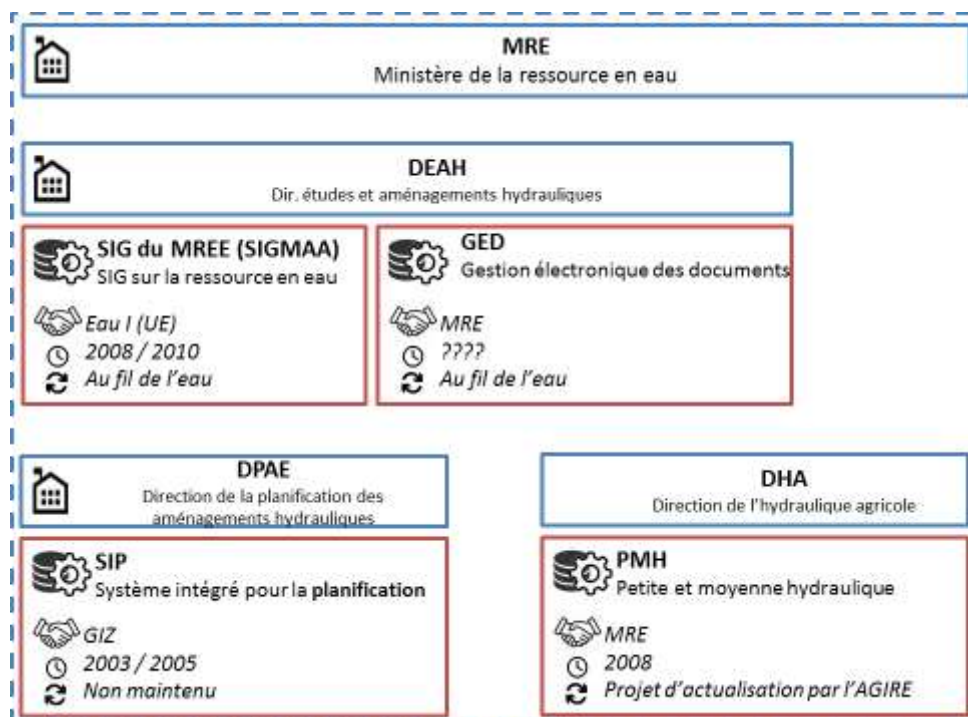 MRE
Ministère de la ressource en eau
DEAH
Dir. études et aménagements hydrauliques
SIG du MREE (SIGMAA)
SIG sur la ressource en eau
Eau I (UE)
2008 / 2010
Au fil de l'eau
GED
Gestion électronique des documents
MRE
????
Au fil de l'eau
DPAE
Direction de la planification des
aménagements hydrauliques
SIP
Système intégré pour la planification
GIZ
2003 / 2005
Non maintenu
DHA
Direction de l'hydraulique agricole
PMH
Petite et moyenne hydraulique
MRE
2008
Projet d'actualisation par l'AGIRE